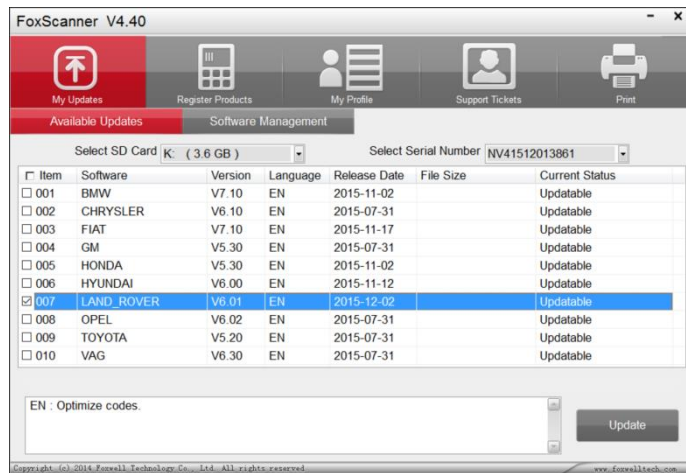 FoxScanner V4.40
My Updates Register Products My Profile Support Tickets Print
Available Updates Software Management
Select SD Card K: ( 3.6 GB ) Select Serial Number NV41512013861
Item Software Version Language Release Date File Size Current Status
001 BMW V7.10 EN 2015-11-02 Updatable
002 CHRYSLER V6.10 EN 2015-07-31 Updatable
003 FIAT V7.10 EN 2015-11-17 Updatable
004 GM V5.30 EN 2015-07-31 Updatable
005 HONDA V5.30 EN 2015-11-02 Updatable
006 HYUNDAI V6.00 EN 2015-11-12 Updatable
007 LAND_ROVER V6.01 EN 2015-12-02 Updatable
008 OPEL V6.02 EN 2015-07-31 Updatable
009 TOYOTA V5.20 EN 2015-07-31 Updatable
010 VAG V6.30 EN 2015-07-31 Updatable
EN : Optimize codes.
Update
Copyright (c) 2014 Foxwell Technology Co., Ltd. All rights reserved www.foxwelltech.com